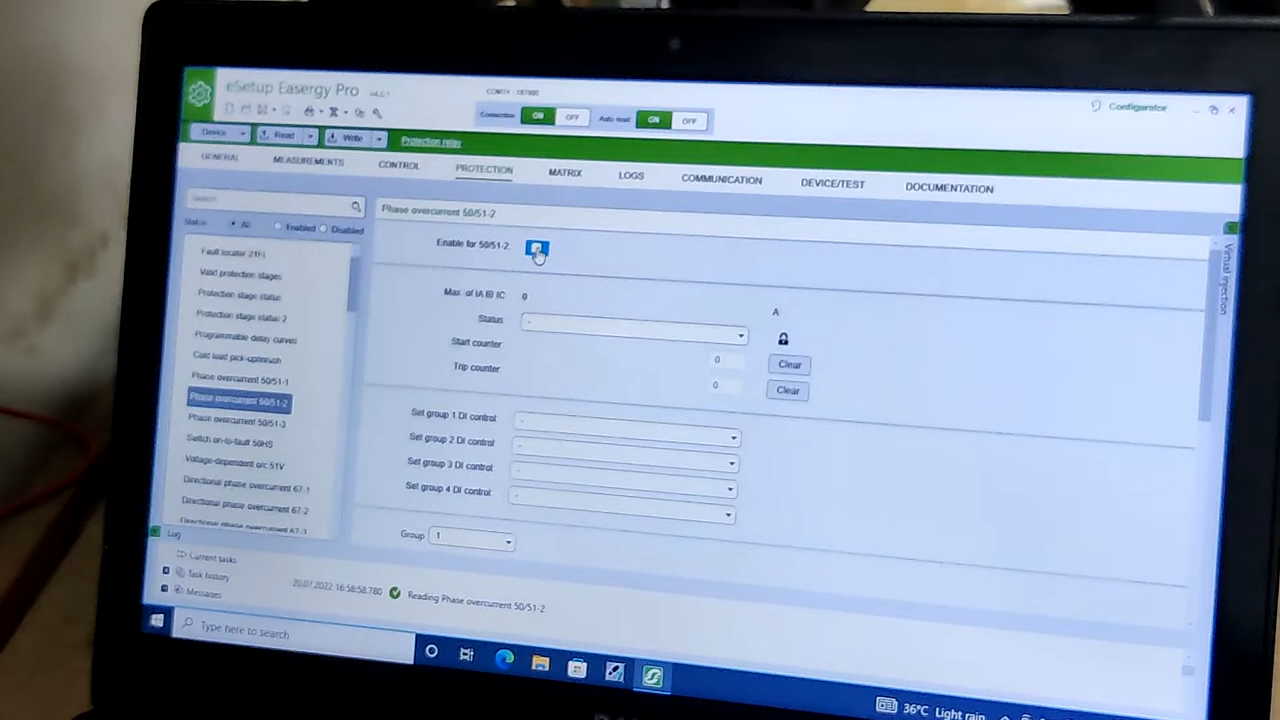 eSetup Easergy Pro
Configurator
Connection ON OFF Auto read ON OFF
Device Read Write Protection relay
GENERAL MEASUREMENTS CONTROL PROTECTION MATRIX LOGS COMMUNICATION DEVICE/TEST DOCUMENTATION
Search
Status: All Enabled Disabled
Fault locator 21FL
Valid protection stages
Protection stage status
Protection stage status 2
Programmable delay curves
Cold load pick-up/inrush
Phase overcurrent 50/51-1
Phase overcurrent 50/51-2
Phase overcurrent 50/51-3
Switch on-to-fault 50HS
Voltage-dependent o/c 51V
Directional phase overcurrent 67-1
Directional phase overcurrent 67-2
Directional phase overcurrent 67-3
Phase overcurrent 50/51-2
Enable for 50/51-2:
Max. of IA IB IC 0
A
Status -
Start counter 0 Clear
Trip counter 0 Clear
Set group 1 DI control -
Set group 2 DI control -
Set group 3 DI control -
Set group 4 DI control -
Group 1
Virtual injection
Log
Current tasks
Task history
Messages
20.07.2022 16:58:58.780 Reading Phase overcurrent 50/51-2
Type here to search
36°C Light rain